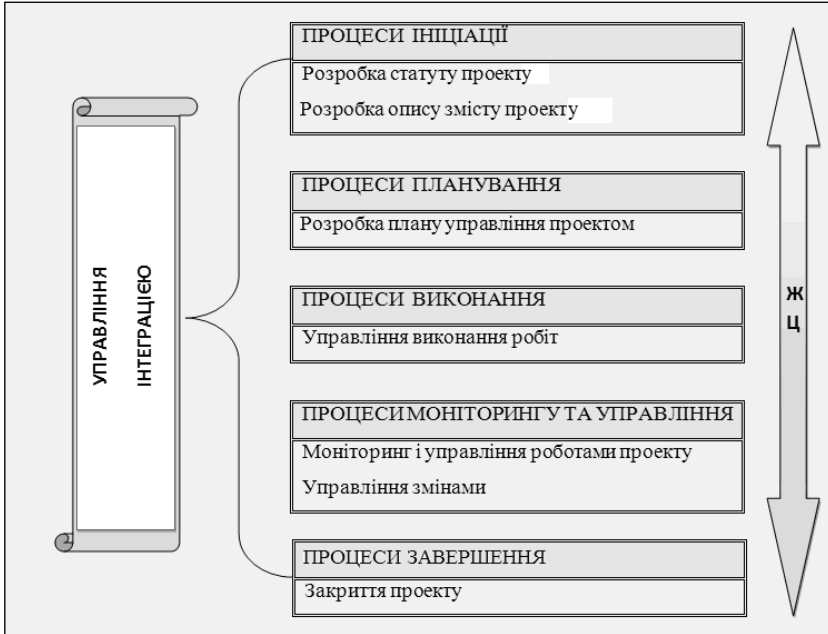 УПРАВЛІННЯ
ІНТЕГРАЦІЄЮ
ПРОЦЕСИ ІНІЦІАЦІЇ
Розробка статуту проекту
Розробка опису змісту проекту
ПРОЦЕСИ ПЛАНУВАННЯ
Розробка плану управління проектом
ПРОЦЕСИ ВИКОНАННЯ
Управління виконання робіт
ПРОЦЕСИ МОНІТОРИНГУ ТА УПРАВЛІННЯ
Моніторинг і управління роботами проекту
Управління змінами
ПРОЦЕСИ ЗАВЕРШЕННЯ
Закриття проекту
Ж
Ц